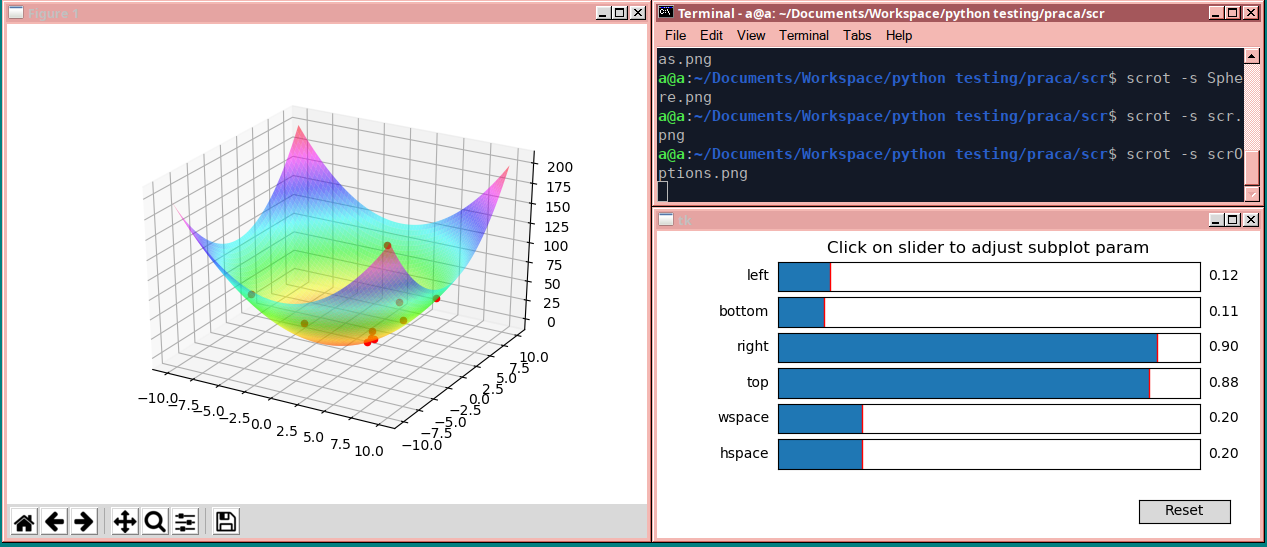 Figure 1
200
175
150
125
100
75
50
25
0
10.0
7.5
5.0
2.5
0.0
−2.5
−5.0
−7.5
−10.0
−10.0
−7.5
−5.0
−2.5
0.0
2.5
5.0
7.5
10.0
Terminal - a@a: ~/Documents/Workspace/python testing/praca/scr
File Edit View Terminal Tabs Help
as.png
a@a:~/Documents/Workspace/python testing/praca/scr$ scrot -s Sphe
re.png
a@a:~/Documents/Workspace/python testing/praca/scr$ scrot -s scr.
png
a@a:~/Documents/Workspace/python testing/praca/scr$ scrot -s scrO
ptions.png
tk
Click on slider to adjust subplot param
left 0.12
bottom 0.11
right 0.90
top 0.88
wspace 0.20
hspace 0.20
Reset